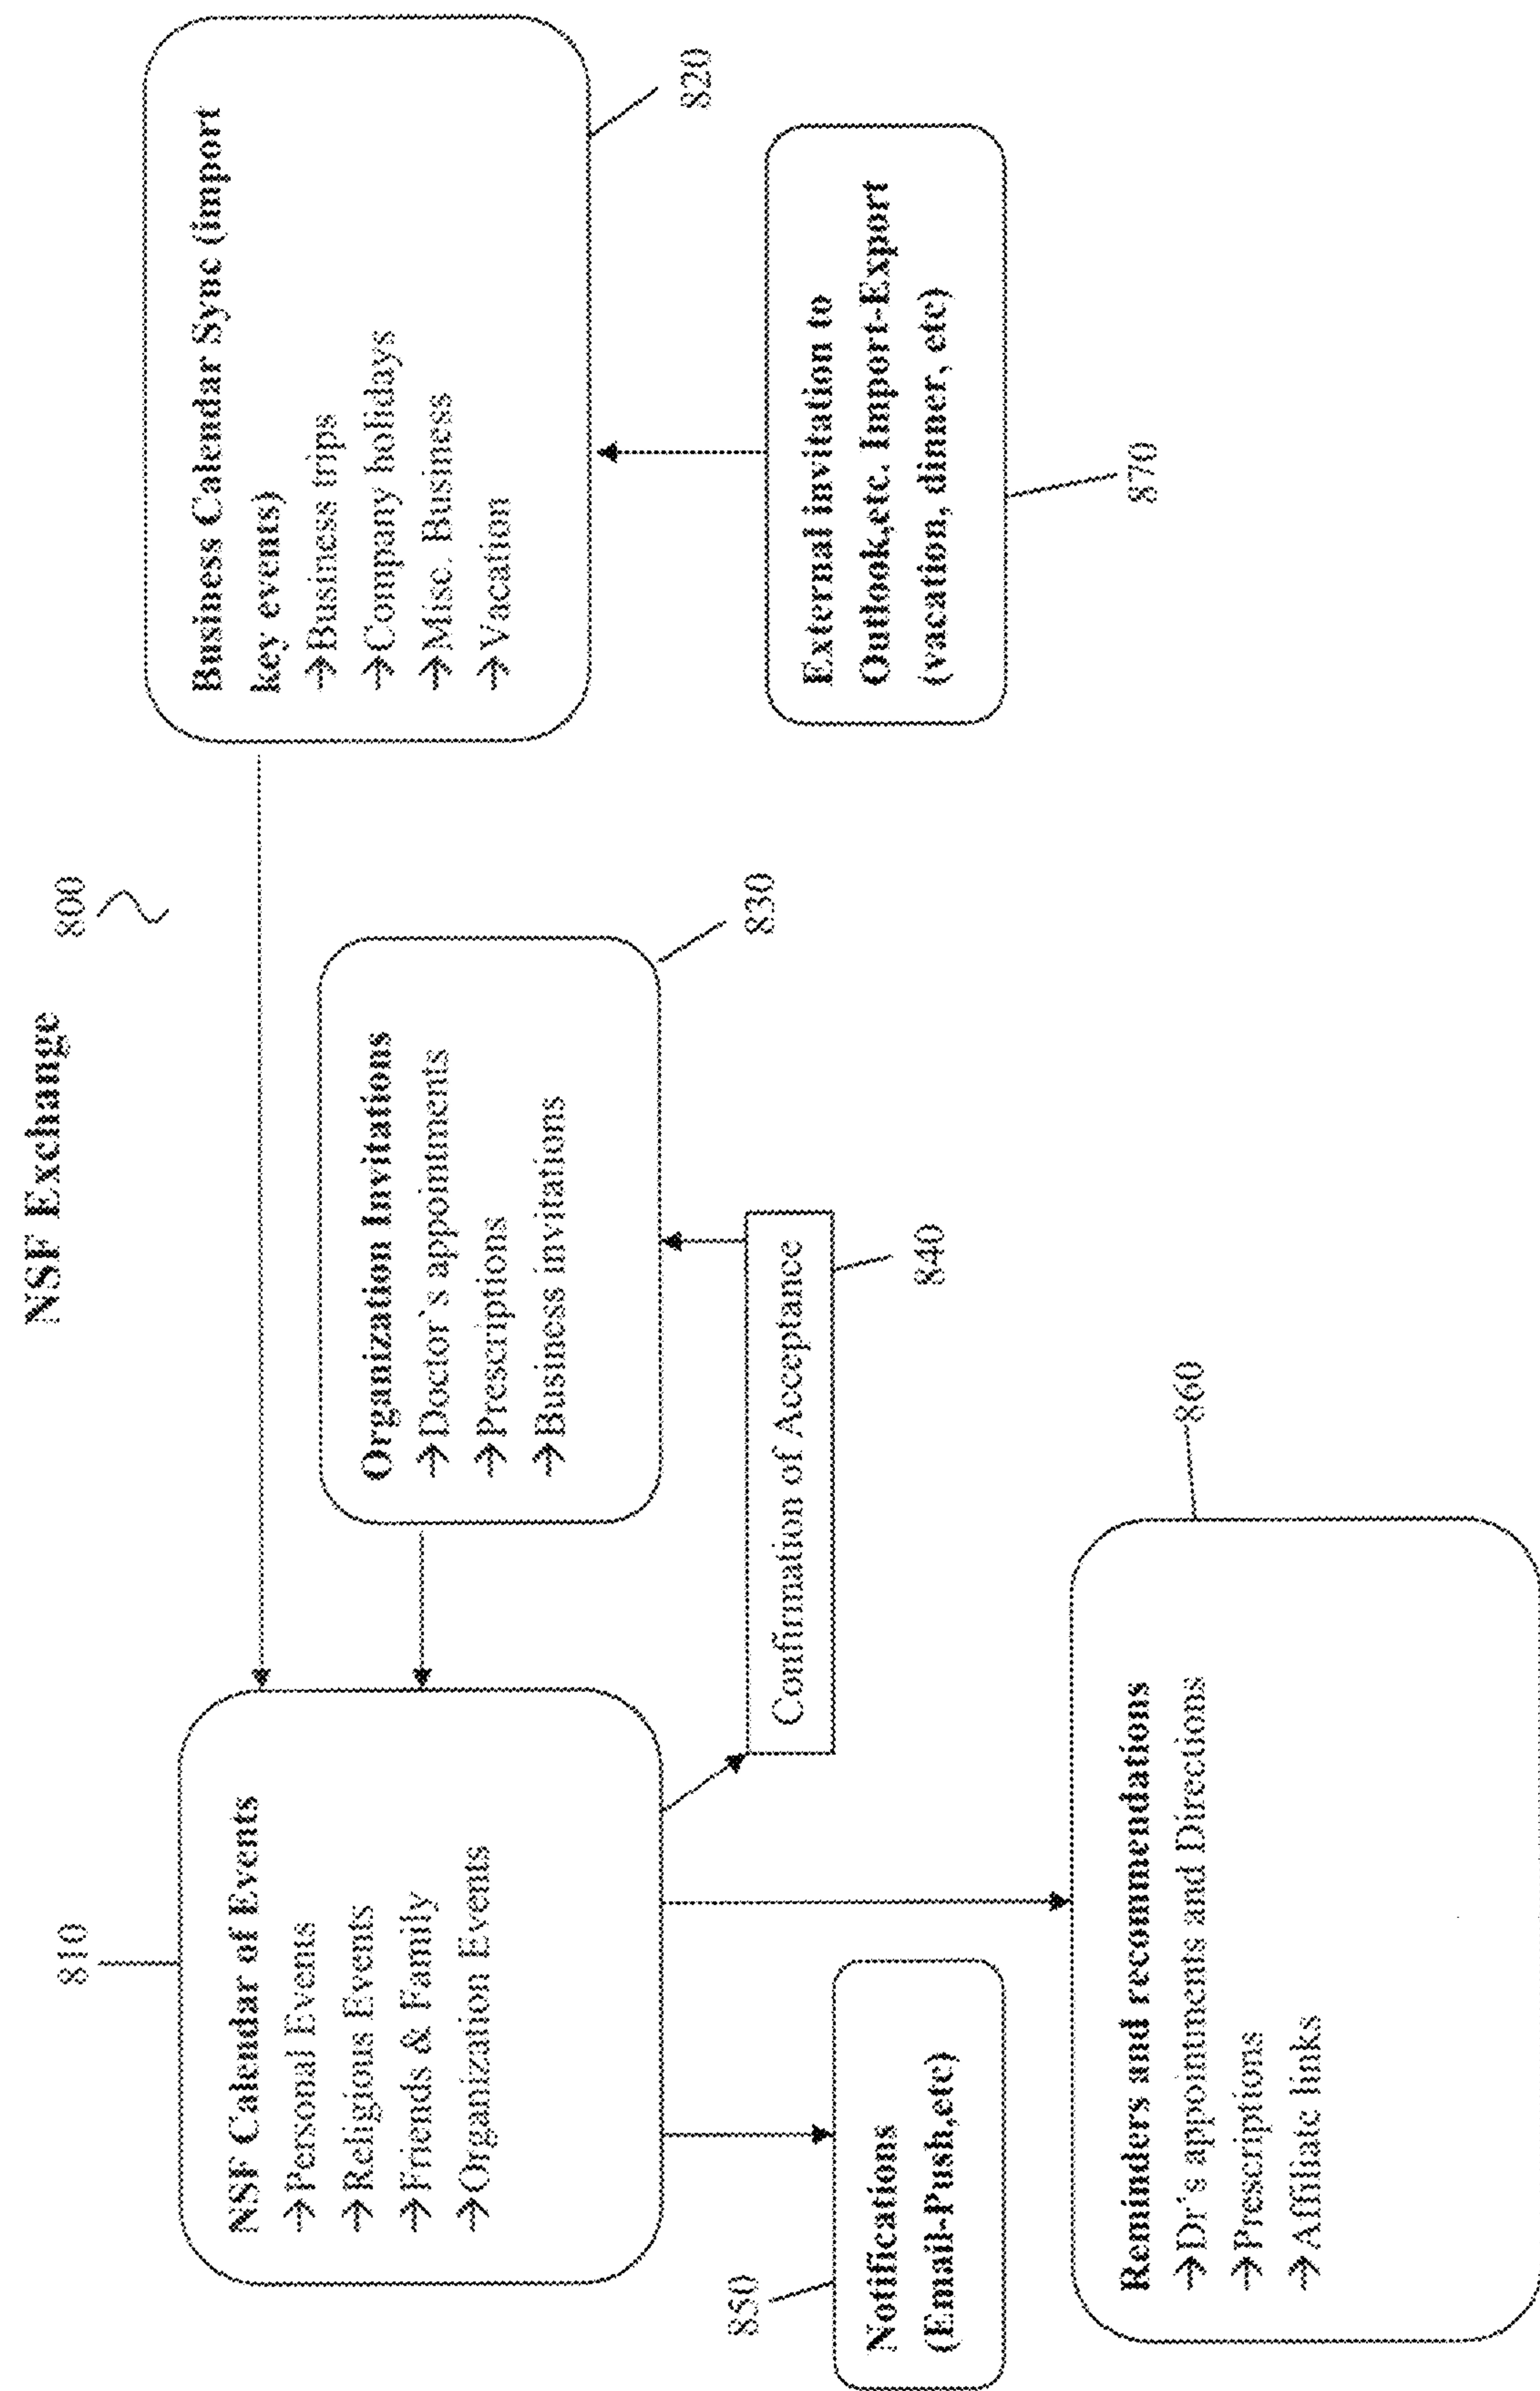 NSF Exchange
800
810
NSF Calendar of Events
→Personal Events
→Religious Events
→Friends & Family
→Organization Events
Organization Invitations
→Doctor`s appointments
→Prescriptions
→Business invitations
830
Business Calendar Sync (import
key events)
→Business trips
→Company holidays
→Misc. Business
→Vacation
820
Confirmation of Acceptance
840
850
Notifications
(Email-Push,etc)
External invitation to
Outlook,etc. Import-Export
(vacation, dinner, etc)
870
860
Reminders and recommendations
→Dr`s appointments and Directions
→Prescriptions
→Affiliate links